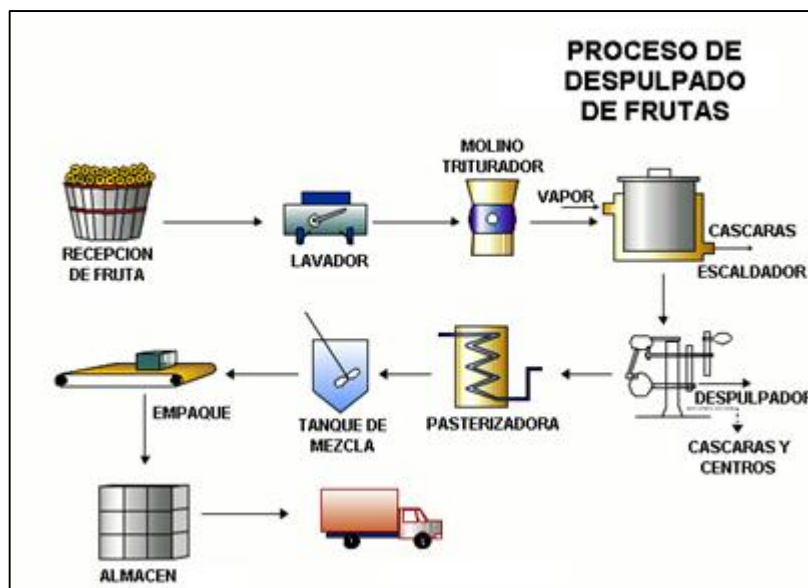 PROCESO DE
DESPULPADO
DE FRUTAS
RECEPCION
DE FRUTA
LAVADOR
MOLINO
TRITURADOR
VAPOR
CASCARAS
ESCALDADOR
DESPULPADOR
CASCARAS Y
CENTROS
PASTERIZADORA
TANQUE DE
MEZCLA
EMPAQUE
ALMACEN